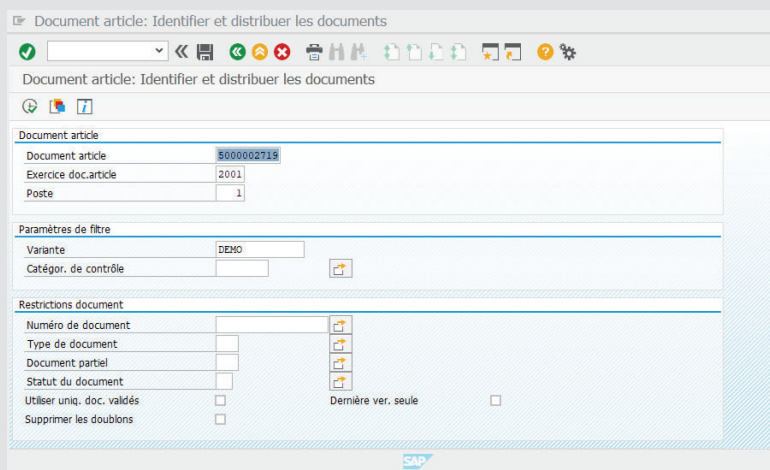 Document article: Identifier et distribuer les documents
Document article: Identifier et distribuer les documents
Document article
Document article 5000002719
Exercice doc.article 2001
Poste 1
Paramètres de filtre
Variante DEMO
Catégor. de contrôle
Restrictions document
Numéro de document
Type de document
Document partiel
Statut du document
Utiliser uniq. doc. validés Dernière ver. seule
Supprimer les doublons
SAP